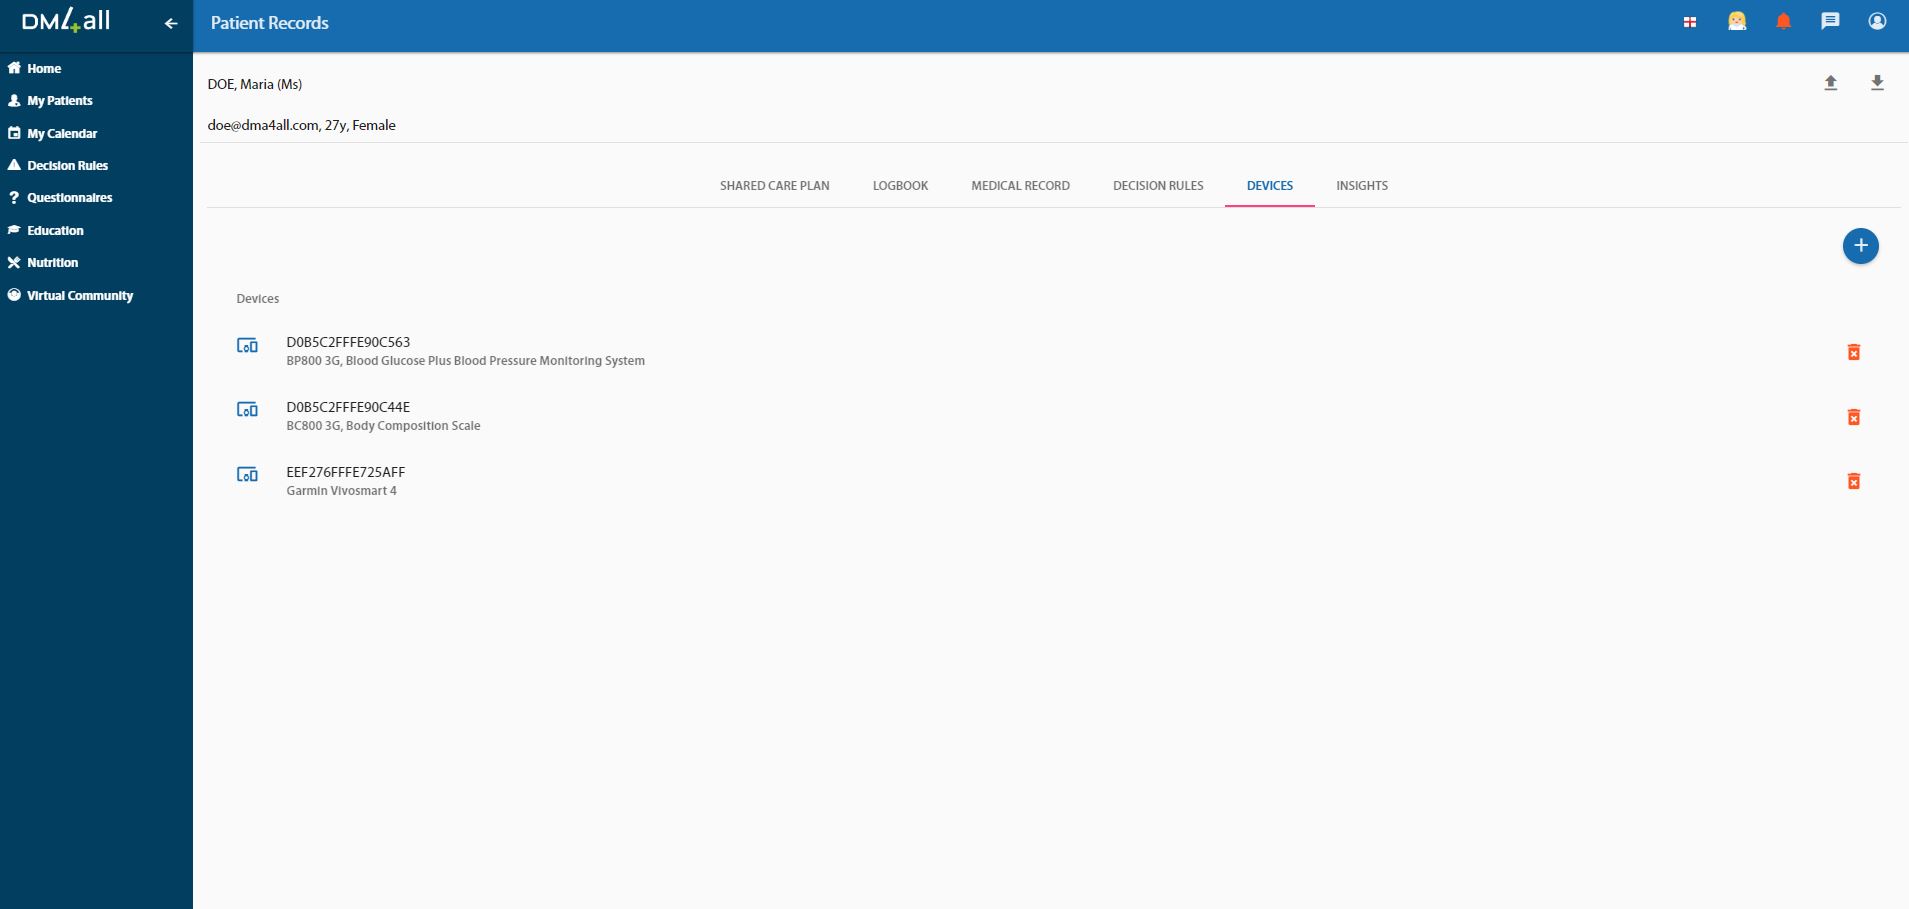 DM4all
Patient Records
Home
My Patients
My Calendar
Decision Rules
Questionnaires
Education
Nutrition
Virtual Community
DOE, Maria (Ms)
doe@dma4all.com, 27y, Female
SHARED CARE PLAN
LOGBOOK
MEDICAL RECORD
DECISION RULES
DEVICES
INSIGHTS
Devices
D0B5C2FFFE90C563
BP800 3G, Blood Glucose Plus Blood Pressure Monitoring System
D0B5C2FFFE90C44E
BC800 3G, Body Composition Scale
EEF276FFFE725AFF
Garmin Vivosmart 4